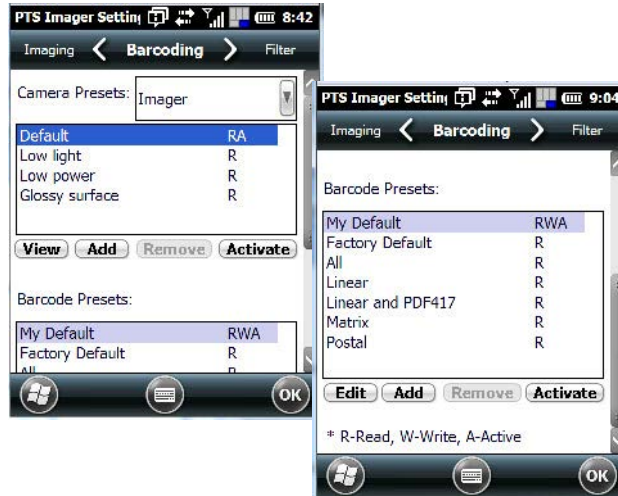 PTS Imager Settin 8:42
Imaging Barcoding Filter
Camera Presets: Imager
Default RA
Low light R
Low power R
Glossy surface R
View Add Remove Activate
Barcode Presets:
My Default RWA
Factory Default R
All R
OK
PTS Imager Settin 9:04
Imaging Barcoding Filter
Barcode Presets:
My Default RWA
Factory Default R
All R
Linear R
Linear and PDF417 R
Matrix R
Postal R
Edit Add Remove Activate
* R-Read, W-Write, A-Active
OK